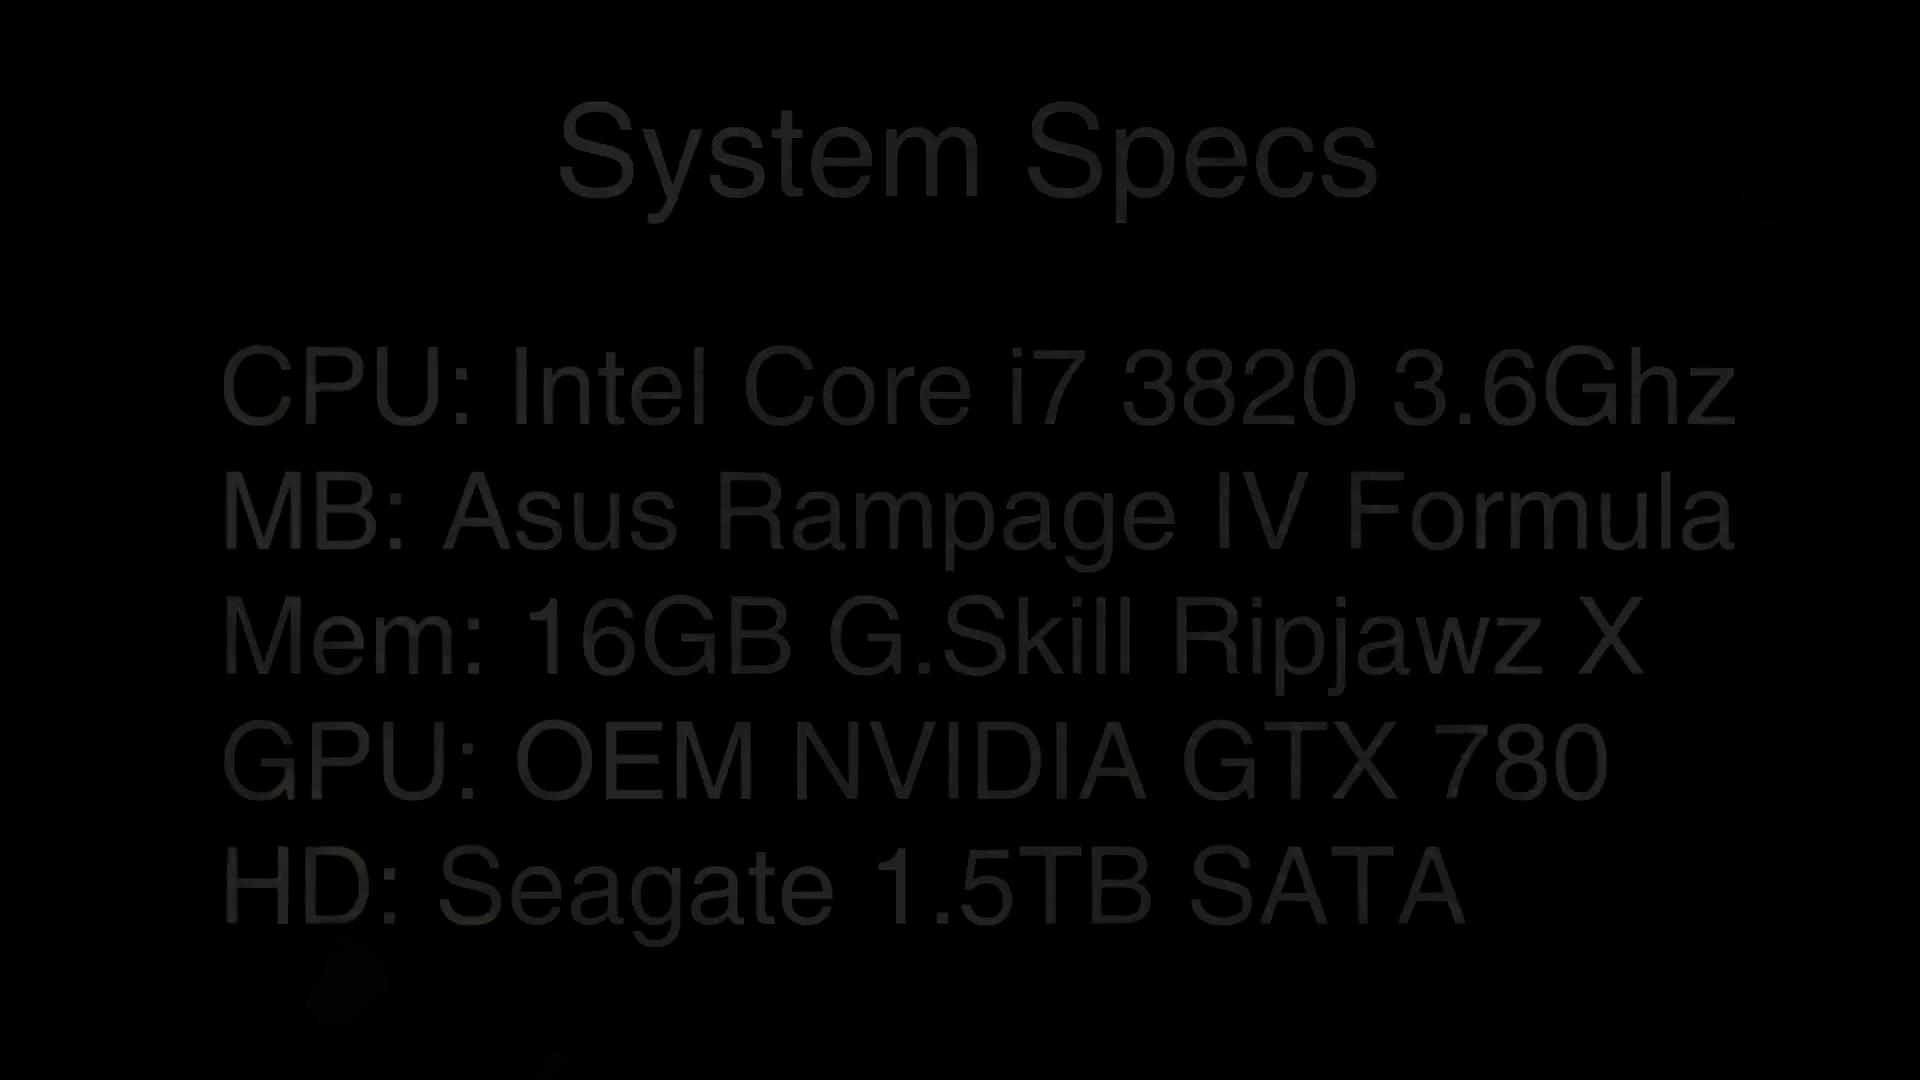 System Specs
CPU: Intel Core i7 3820 3.6Ghz
MB: Asus Rampage IV Formula
Mem: 16GB G.Skill Ripjawz X
GPU: OEM NVIDIA GTX 780
HD: Seagate 1.5TB SATA